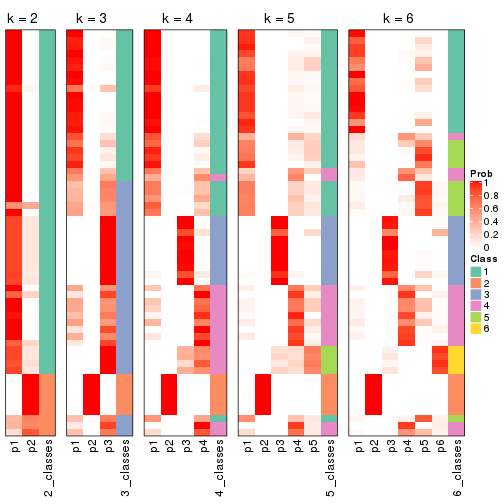 k = 2
k = 3
k = 4
k = 5
k = 6
p1
p2
2_classes
p1
p2
p3
3_classes
p1
p2
p3
p4
4_classes
p1
p2
p3
p4
p5
5_classes
p1
p2
p3
p4
p5
p6
6_classes
Prob
1
0.8
0.6
0.4
0.2
0
Class
1
2
3
4
5
6